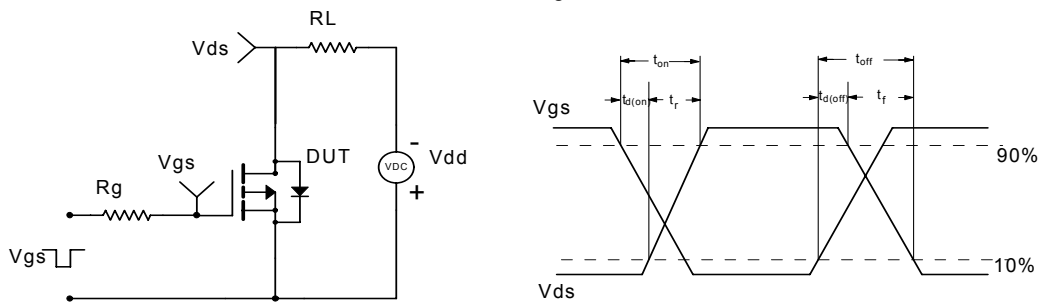 RL
Vds
Vgs
DUT
VDC
-
+
Vdd
Rg
Vgs
ton
td(on)
tr
toff
td(off)
tf
Vgs
90%
10%
Vds